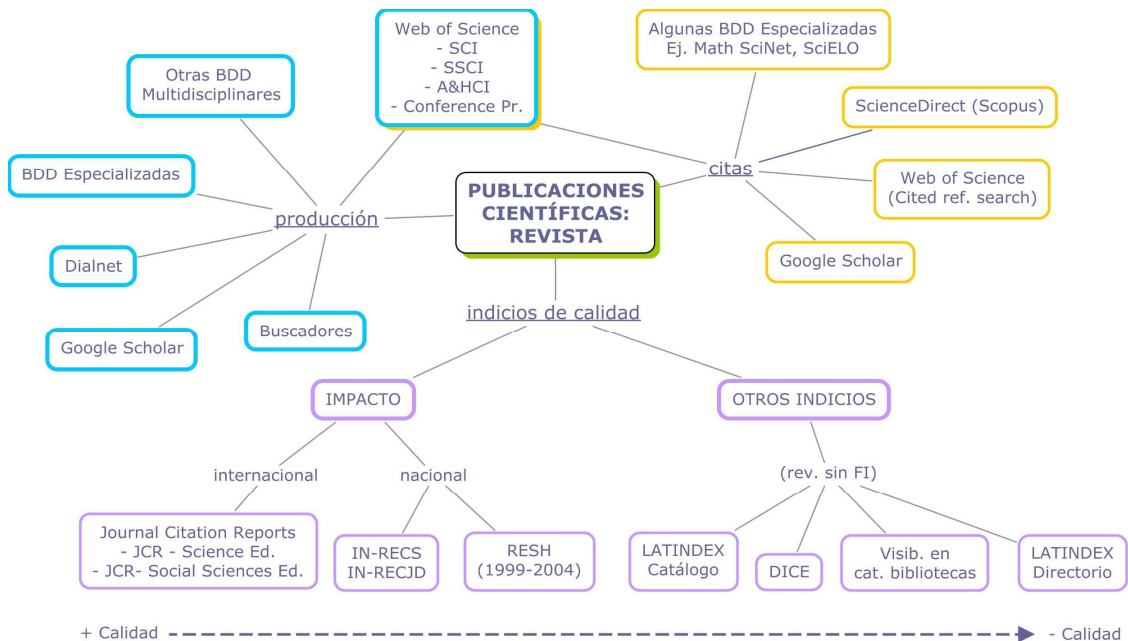 Web of Science
- SCI
- SSCI
- A&HCI
- Conference Pr.
Algunas BDD Especializadas
Ej. Math SciNet, SciELO
Otras BDD
Multidisciplinares
ScienceDirect (Scopus)
BDD Especializadas
citas
Web of Science
(Cited ref. search)
PUBLICACIONES
CIENTÍFICAS:
REVISTA
producción
Dialnet
Google Scholar
Google Scholar
Buscadores
indicios de calidad
IMPACTO
OTROS INDICIOS
internacional
nacional
(rev. sin FI)
Journal Citation Reports
- JCR - Science Ed.
- JCR- Social Sciences Ed.
IN-RECS
IN-RECJD
RESH
(1999-2004)
LATINDEX
Catálogo
DICE
Visib. en
cat. bibliotecas
LATINDEX
Directorio
+ Calidad
- Calidad